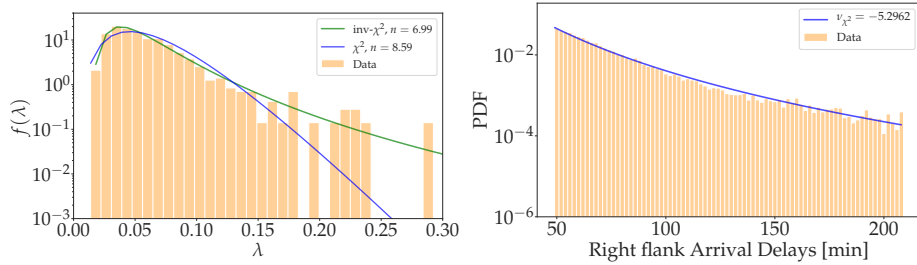 10¹
10⁰
10⁻¹
10⁻²
10⁻³
f(λ)
inv-χ², n = 6.99
χ², n = 8.59
Data
0.00 0.05 0.10 0.15 0.20 0.25 0.30
λ
10⁻²
10⁻⁴
10⁻⁶
PDF
ν_χ² = −5.2962
Data
50 100 150 200
Right flank Arrival Delays [min]